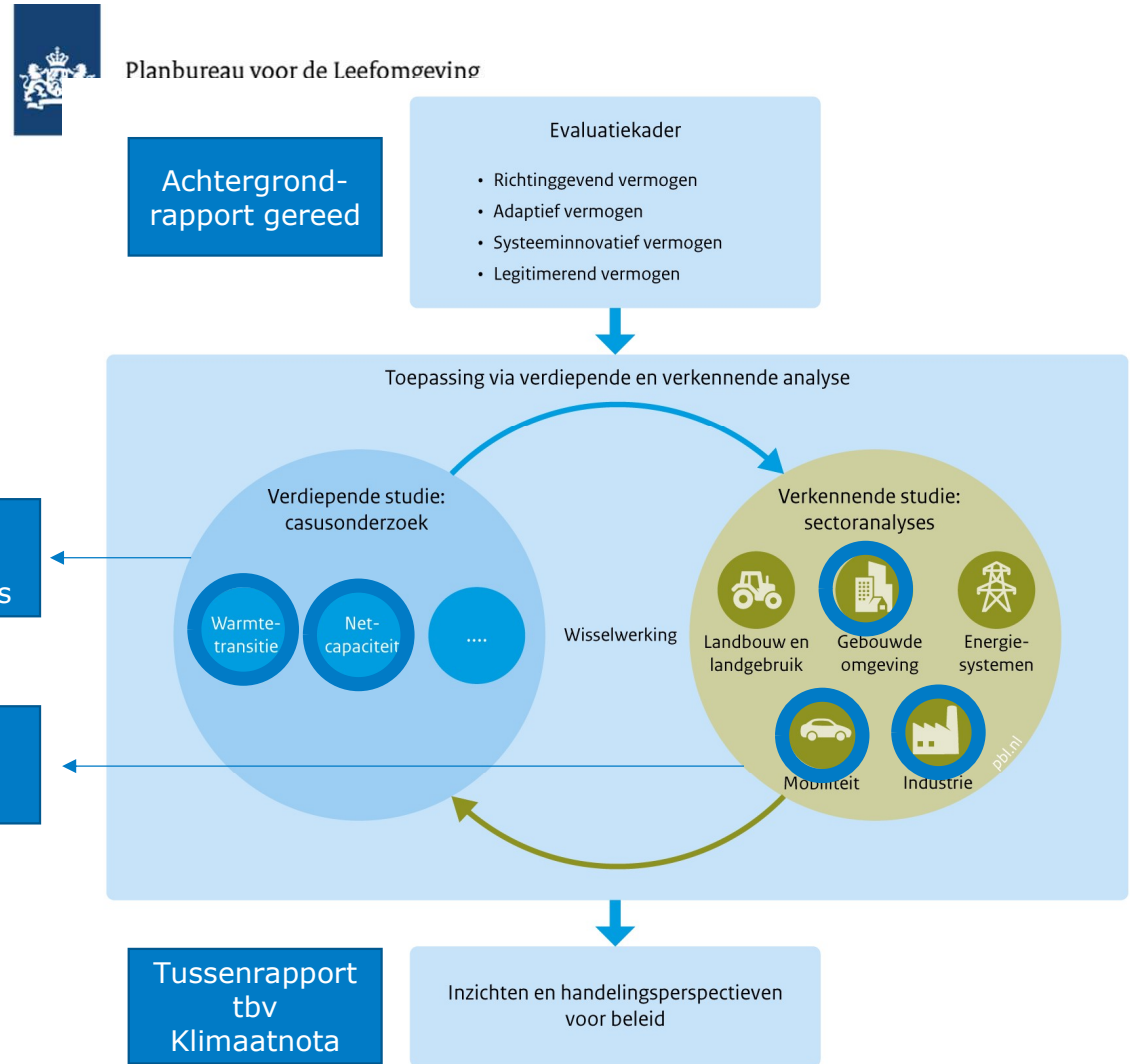 Planbureau voor de Leefomgeving
Achtergrond-
rapport gereed
Evaluatiekader
• Richtinggevend vermogen
• Adaptief vermogen
• Systeeminnovatief vermogen
• Legitimerend vermogen
Toepassing via verdiepende en verkennende analyse
s
Verdiepende studie:
casusonderzoek
Warmte-
transitie
Net-
capaciteit
....
Wisselwerking
Verkennende studie:
sectoranalyses
Landbouw en
landgebruik
Gebouwde
omgeving
Energie-
systemen
Mobiliteit
Industrie
pbl.nl
Tussenrapport
tbv
Klimaatnota
Inzichten en handelingsperspectieven
voor beleid